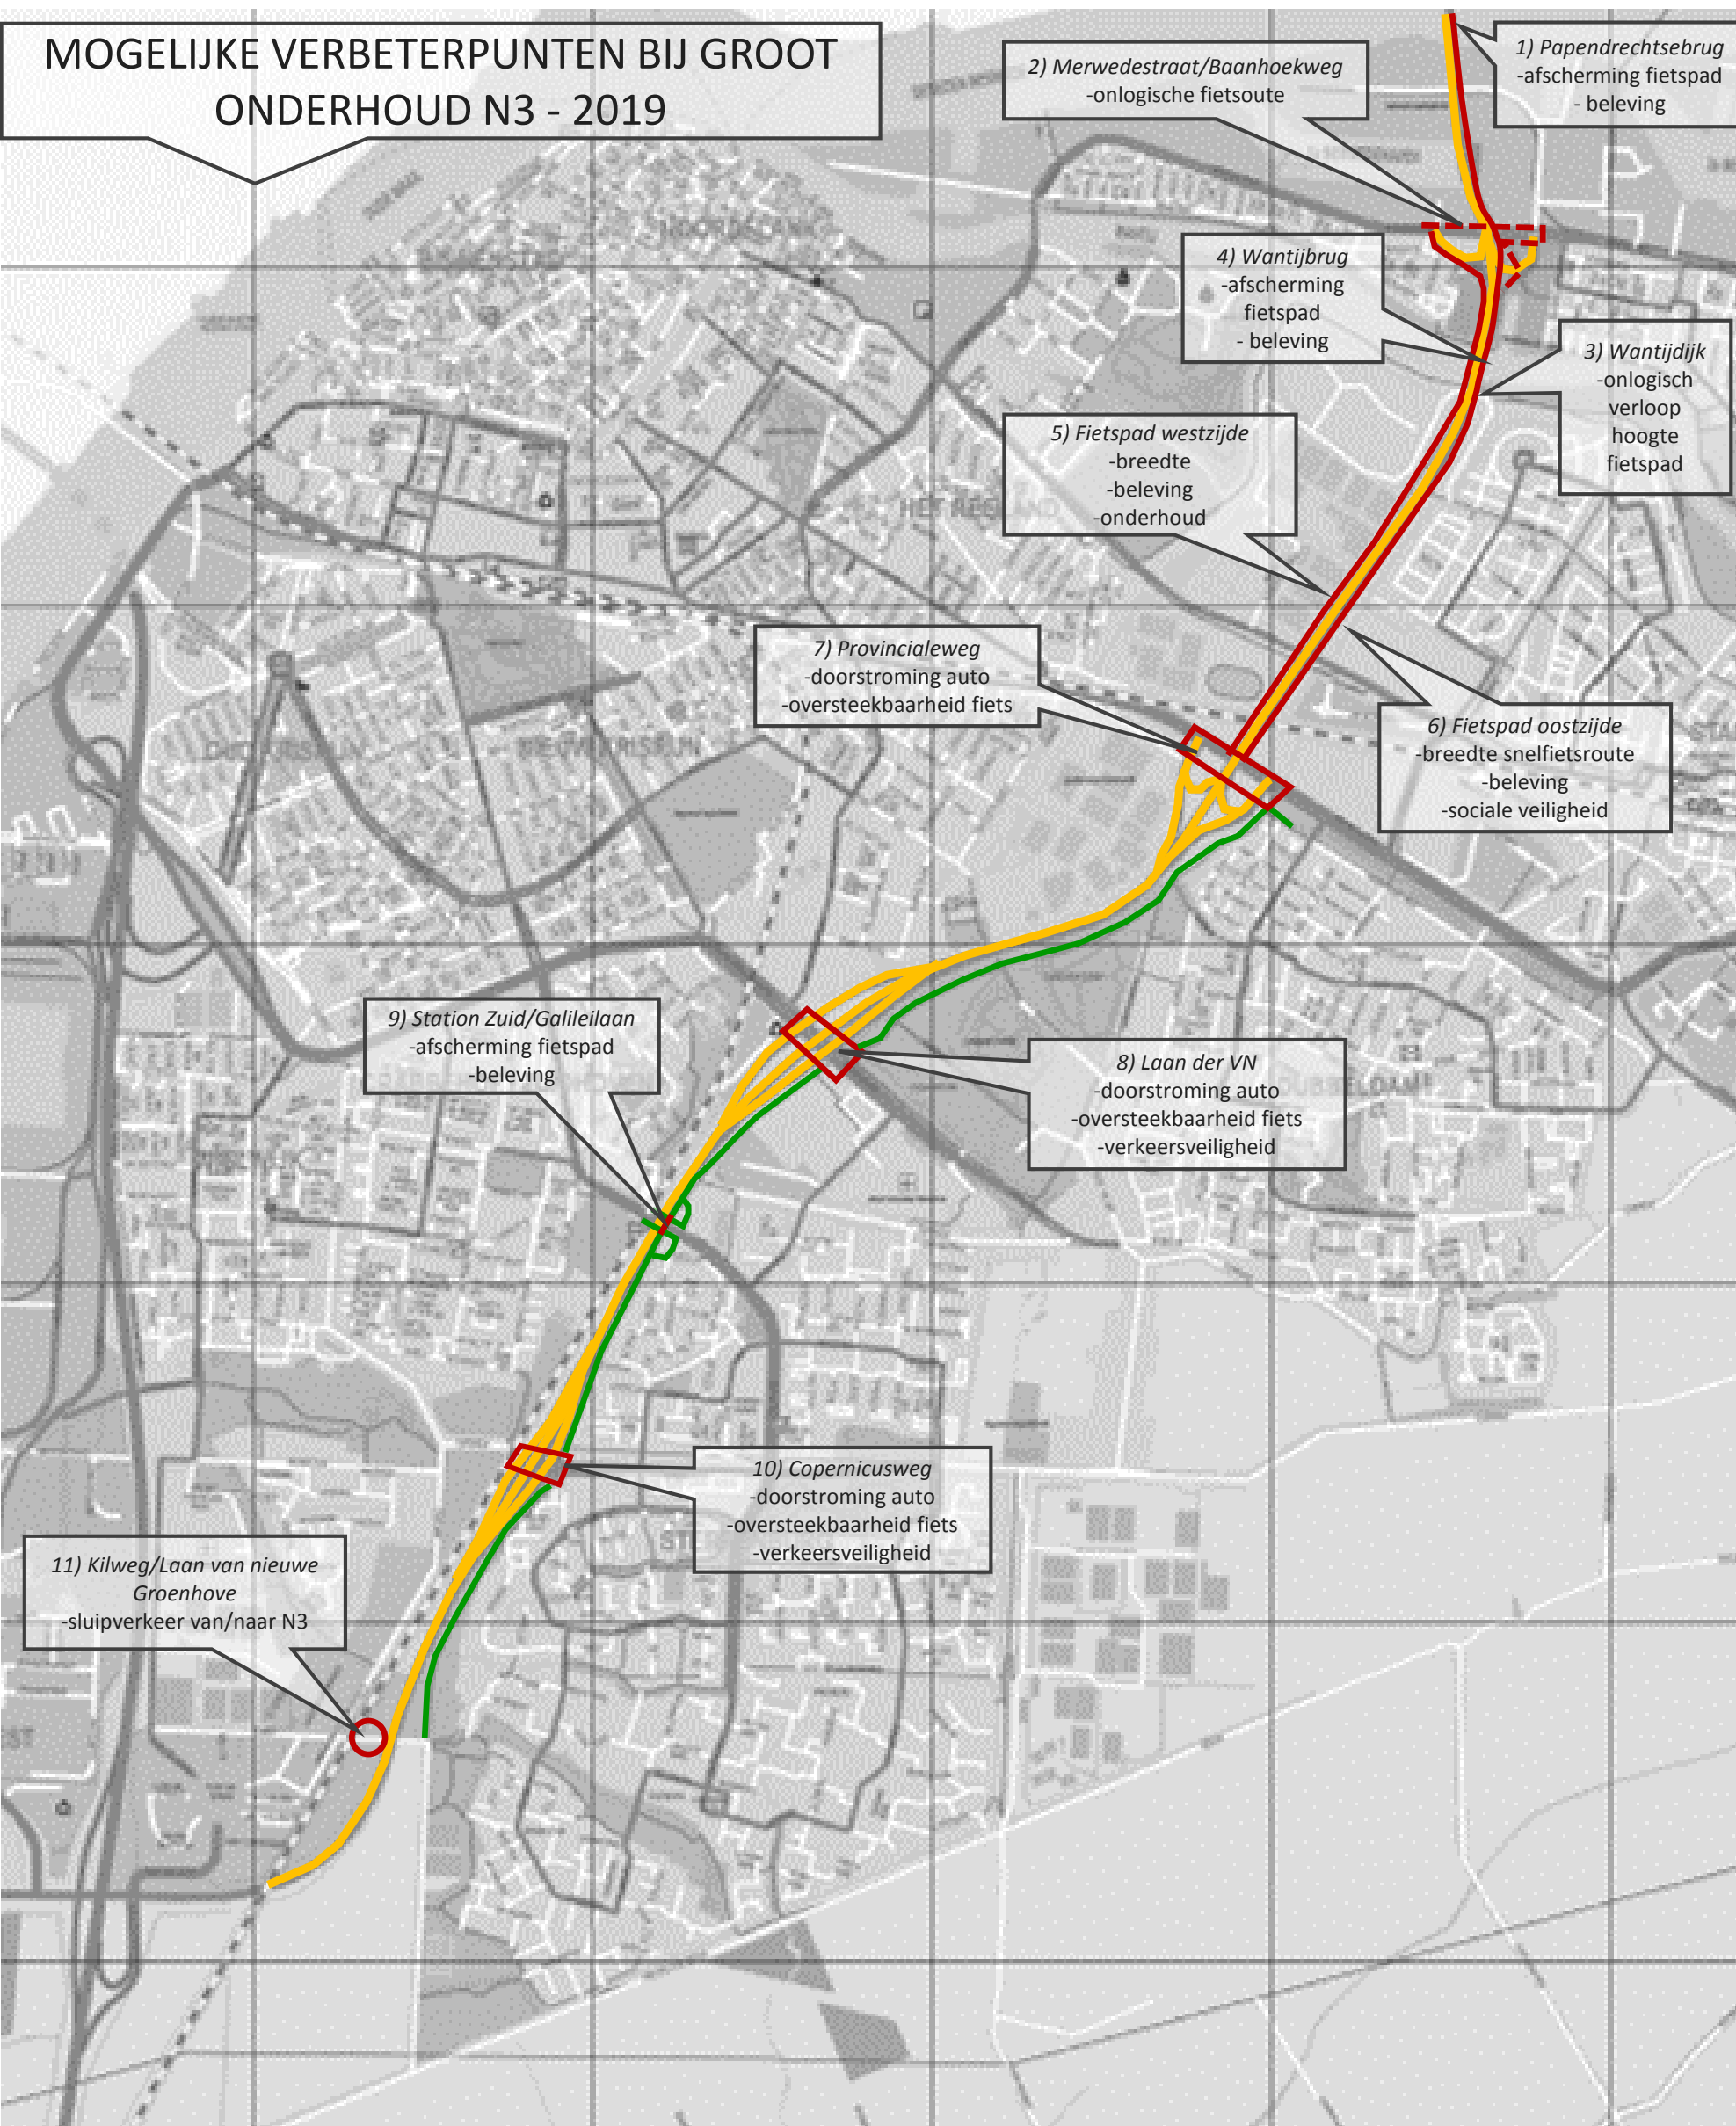 MOGELIJKE VERBETERPUNTEN BIJ GROOT
ONDERHOUD N3 - 2019
1) Papendrechtsebrug
-afscherming fietspad
- beleving
2) Merwedestraat/Baanhoekweg
-onlogische fietsoute
4) Wantijbrug
-afscherming
fietspad
- beleving
3) Wantijdijk
-onlogisch
verloop
hoogte
fietspad
5) Fietspad westzijde
-breedte
-beleving
-onderhoud
HET REELAND
7) Provincialeweg
-doorstroming auto
-oversteekbaarheid fiets
6) Fietspad oostzijde
-breedte snelfietsroute
-beleving
-sociale veiligheid
9) Station Zuid/Galileilaan
-afscherming fietspad
-beleving
8) Laan der VN
-doorstroming auto
-oversteekbaarheid fiets
-verkeersveiligheid
10) Copernicusweg
-doorstroming auto
-oversteekbaarheid fiets
-verkeersveiligheid
11) Kilweg/Laan van nieuwe
Groenhove
-sluipverkeer van/naar N3